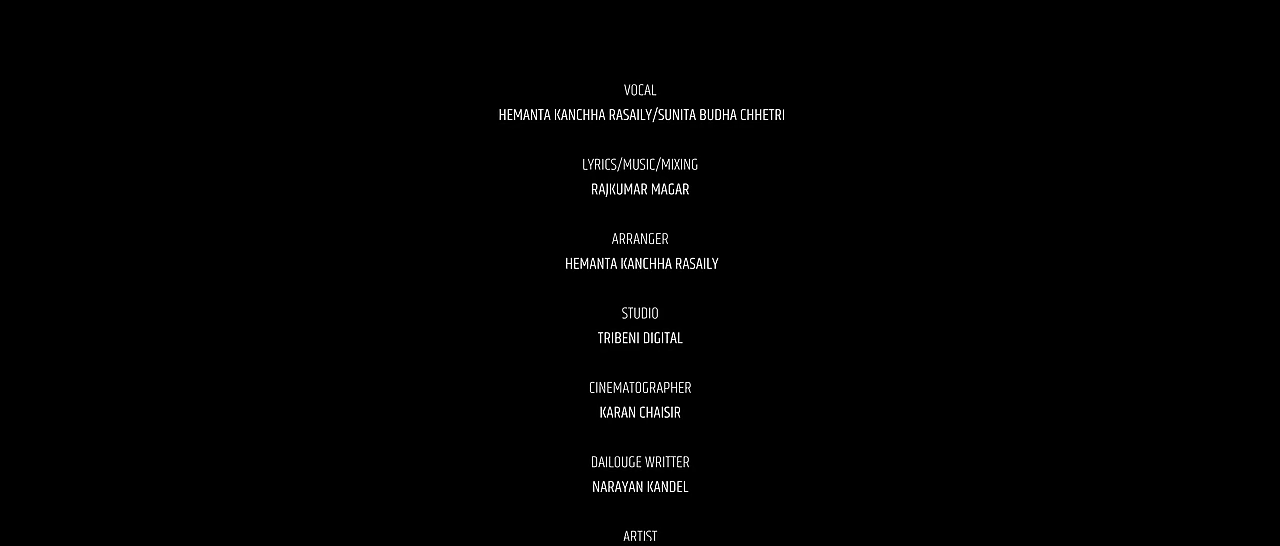 VOCAL
HEMANTA KANCHHA RASAILY/SUNITA BUDHA CHHETRI
LYRICS/MUSIC/MIXING
RAJKUMAR MAGAR
ARRANGER
HEMANTA KANCHHA RASAILY
STUDIO
TRIBENI DIGITAL
CINEMATOGRAPHER
KARAN CHAISIR
DAILOUGE WRITTER
NARAYAN KANDEL
ARTIST